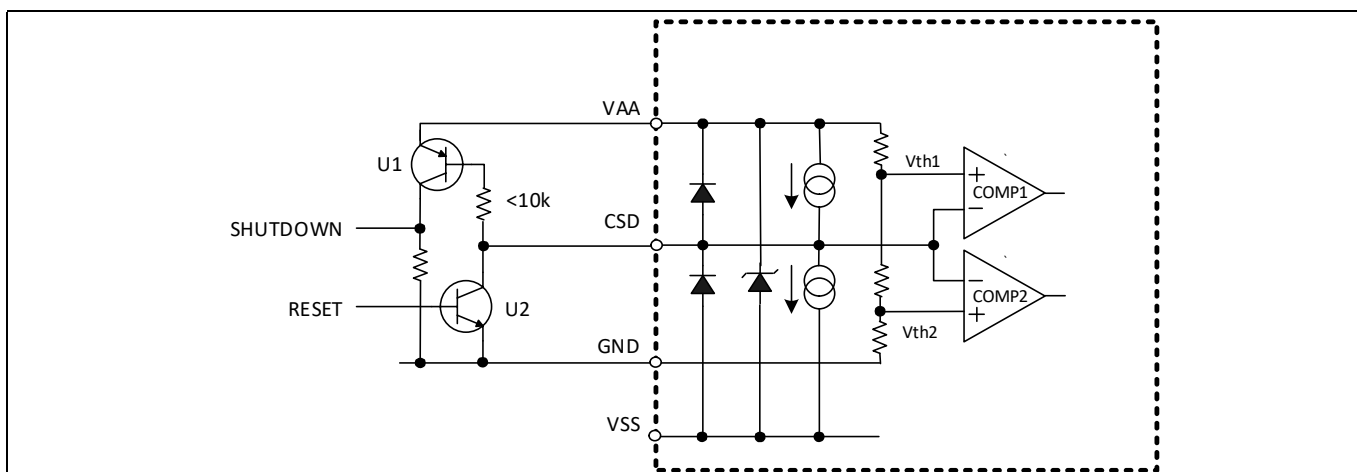 VAA
U1
<10k
Vth1
+
COMP1
−
CSD
SHUTDOWN
−
COMP2
+
RESET
U2
Vth2
GND
VSS